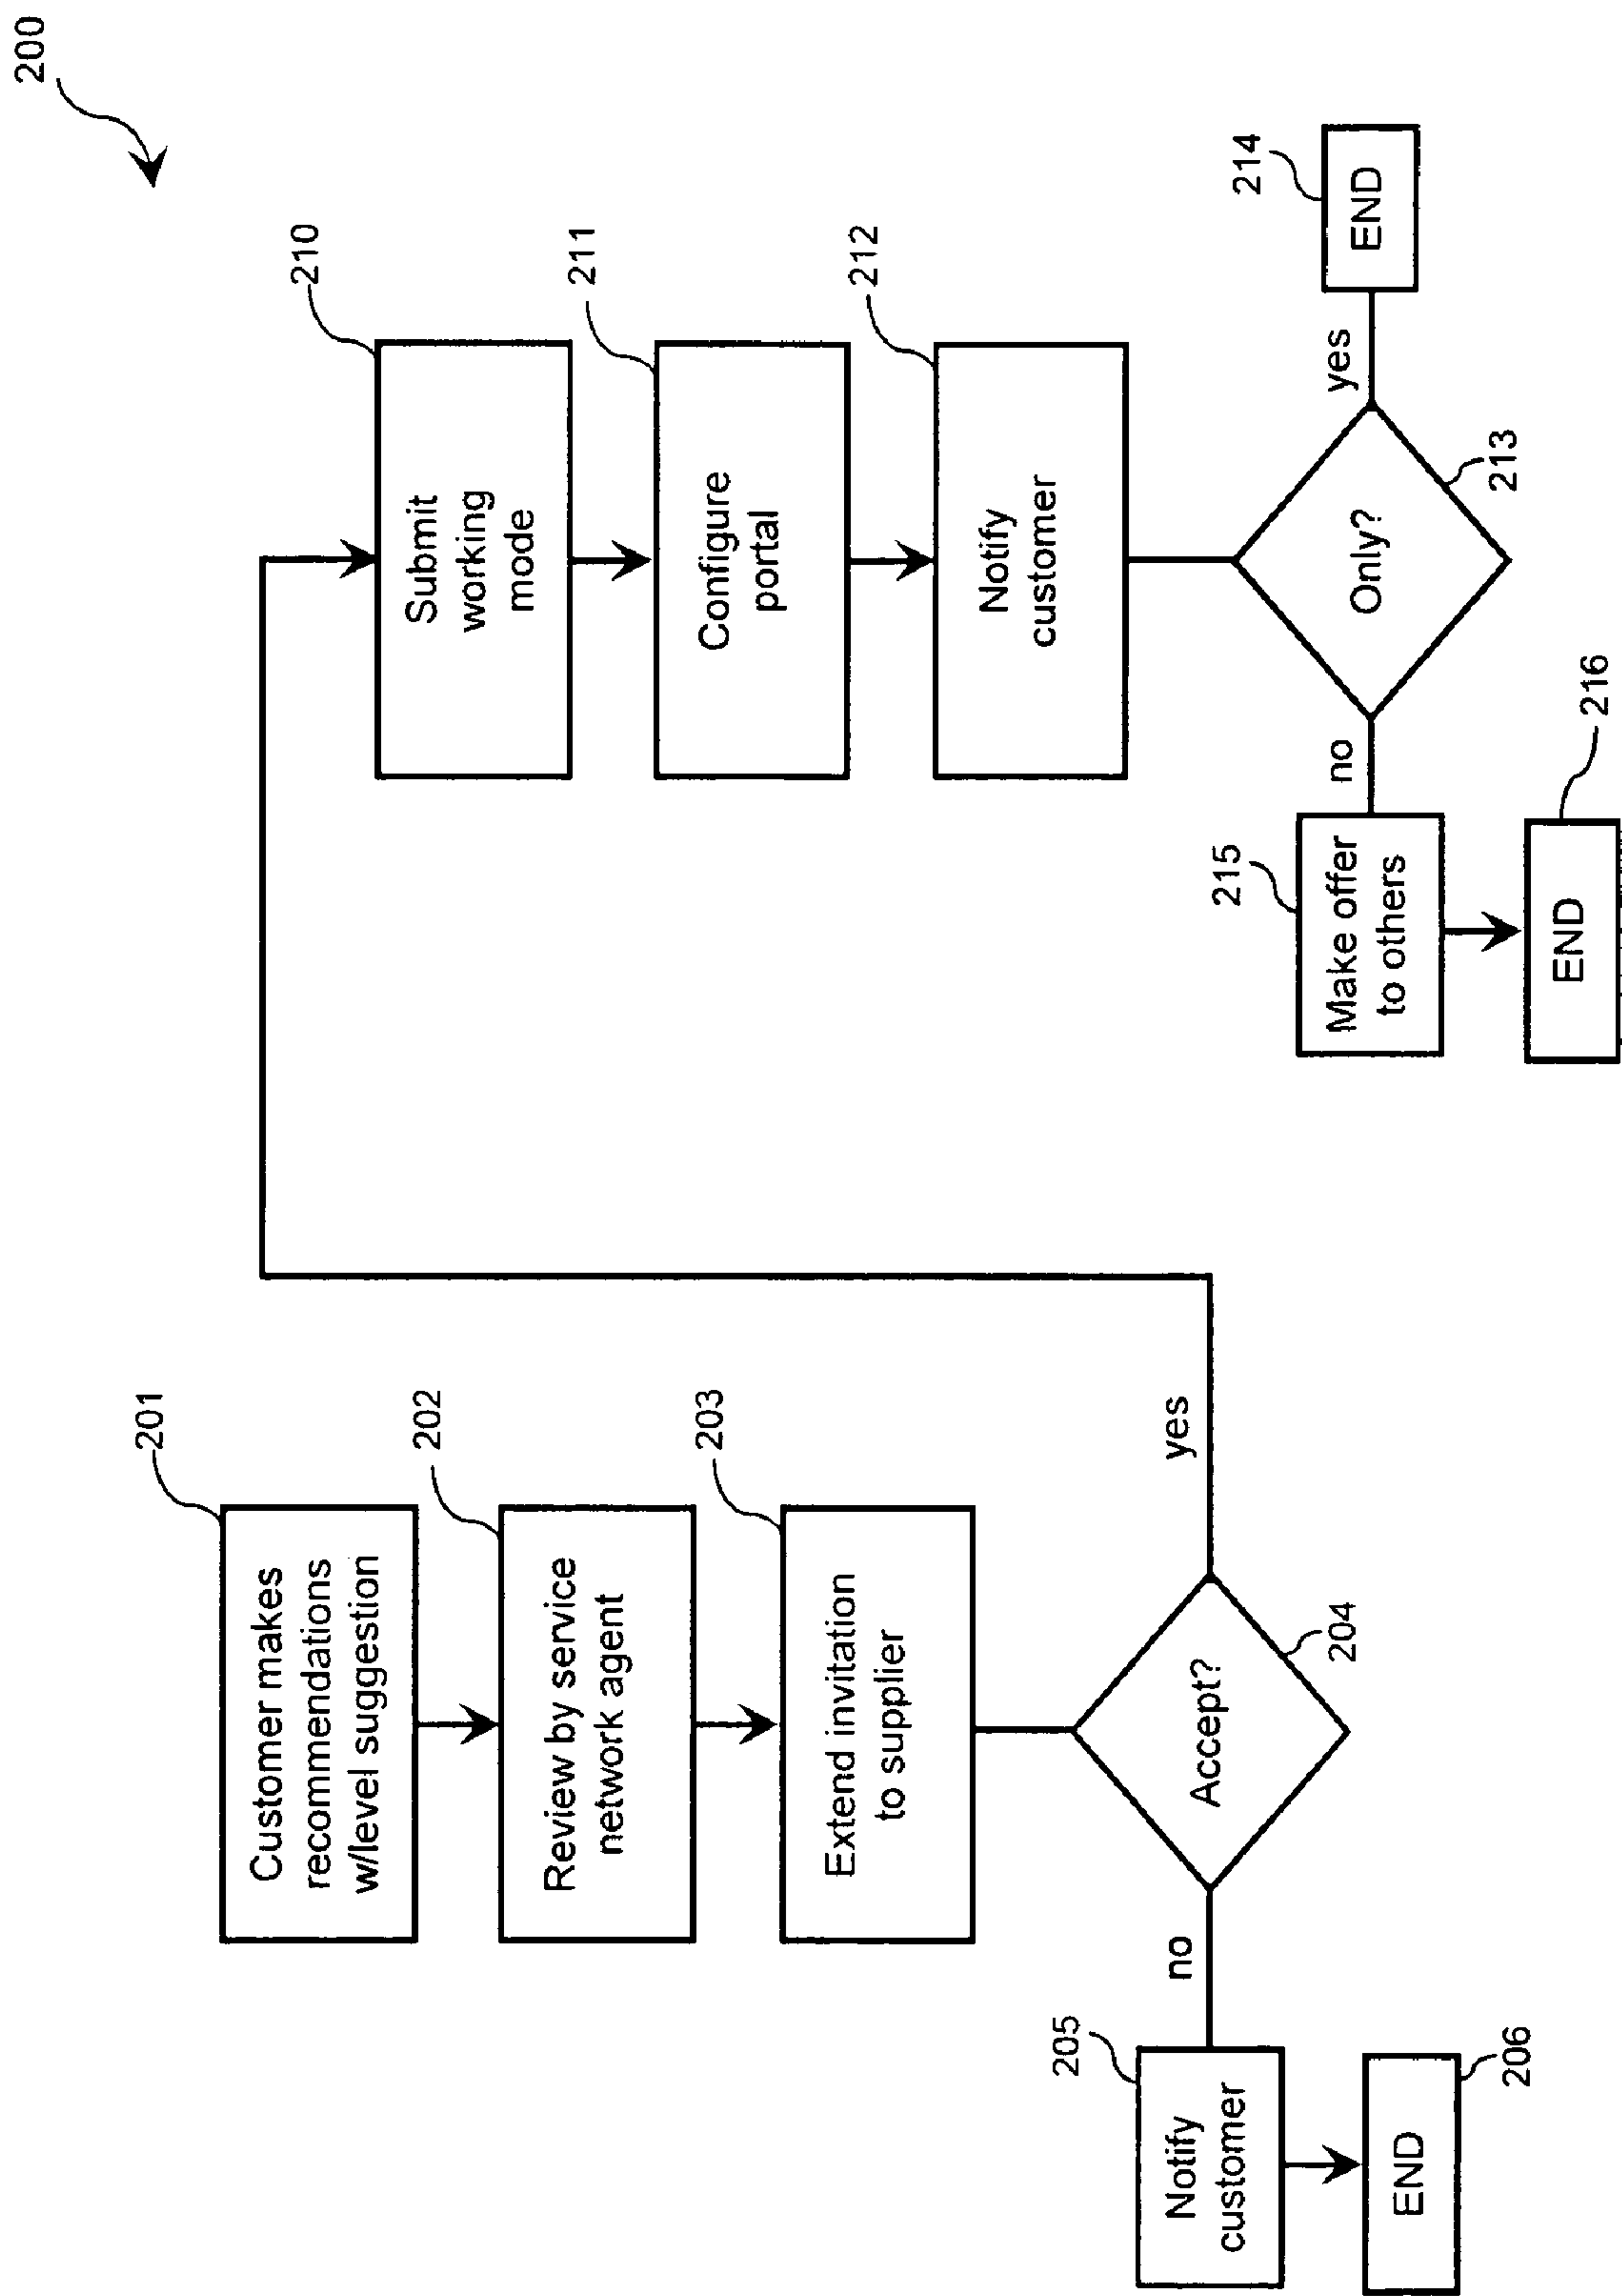 200
201
Customer makes
recommendations
w/level suggestion
202
Review by service
network agent
203
Extend invitation
to supplier
Accept?
204
no
yes
205
Notify
customer
END
206
210
Submit
working
mode
211
Configure
portal
212
Notify
customer
Only?
213
yes
214
END
no
215
Make offer
to others
216
END